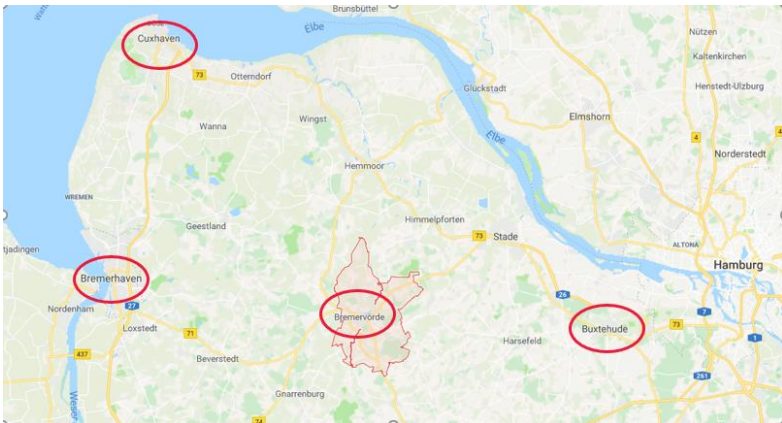 Brunsbüttel
Elbe
Nützen
Cuxhaven
Kaltenkirchen
73
Otterndorf
Glückstadt
Henstedt-Ulzburg
Wingst
Elmshorn
Wanna
4
Elbe
Norderstedt
Hemmoor
WREMEN
Geestland
Himmelpforten
73
Stade
ALTONA
tjadingen
Hamburg
Bremerhaven
26
Nordenham
27
Bremervörde
7
Loxstedt
71
Buxtehude
73
1
Harsefeld
437
Beverstedt
261
Gnarrenburg
Weser
74